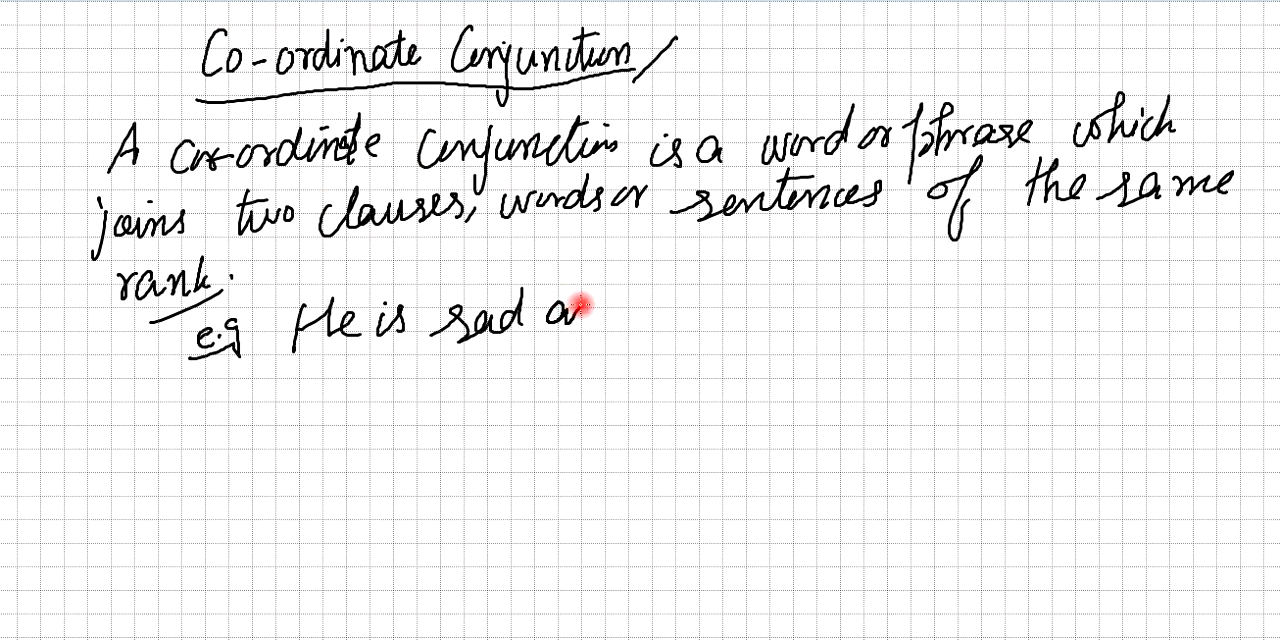 Co-ordinate Conjunction
A co-ordinate conjunction is a word or phrase which
joins two clauses, words or sentences of the same
rank.
e.g He is sad a